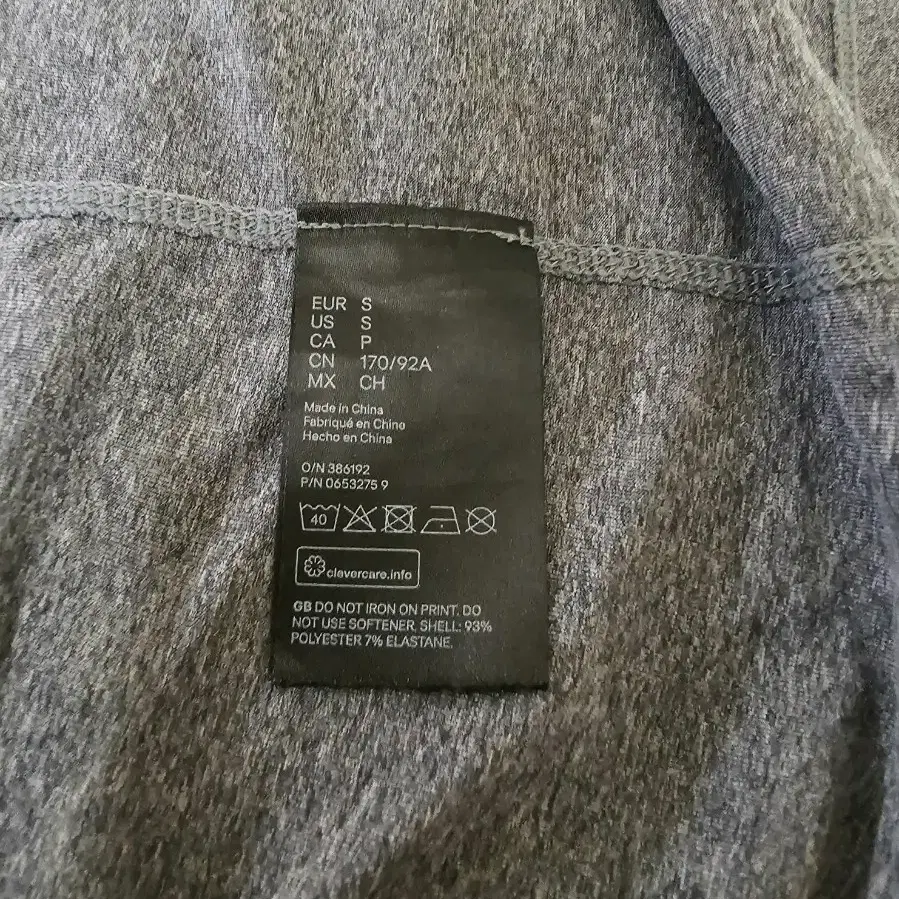 EUR S
US S
CA P
CN 170/92A
MX CH
Made in China
Fabriqué en Chine
Hecho en China
O/N 386192
P/N 0653275 9
40
clevercare.info
GB DO NOT IRON ON PRINT. DO
NOT USE SOFTENER. SHELL: 93%
POLYESTER 7% ELASTANE.